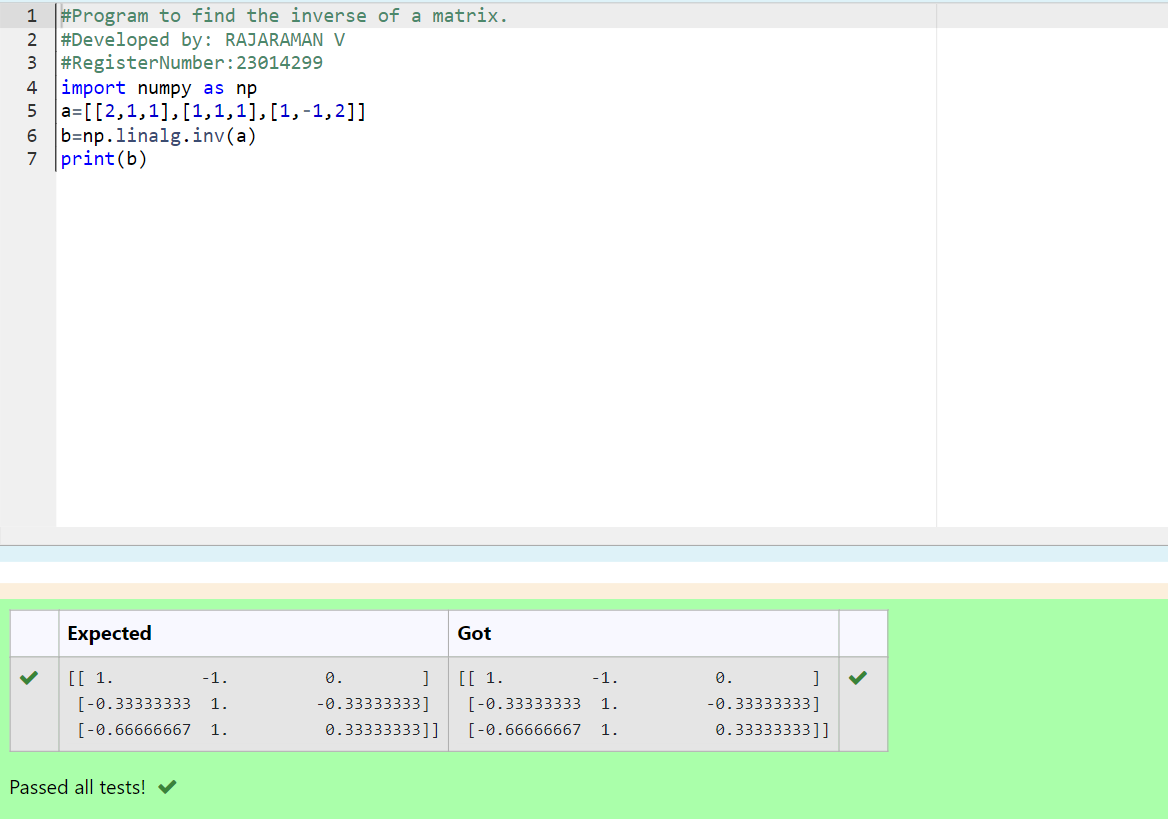 1 #Program to find the inverse of a matrix.
2 #Developed by: RAJARAMAN V
3 #RegisterNumber:23014299
4 import numpy as np
5 a=[[2,1,1],[1,1,1],[1,-1,2]]
6 b=np.linalg.inv(a)
7 print(b)
Expected Got
[[ 1. -1. 0. ] [[ 1. -1. 0. ]
[-0.33333333 1. -0.33333333] [-0.33333333 1. -0.33333333]
[-0.66666667 1. 0.33333333]] [-0.66666667 1. 0.33333333]]
Passed all tests!